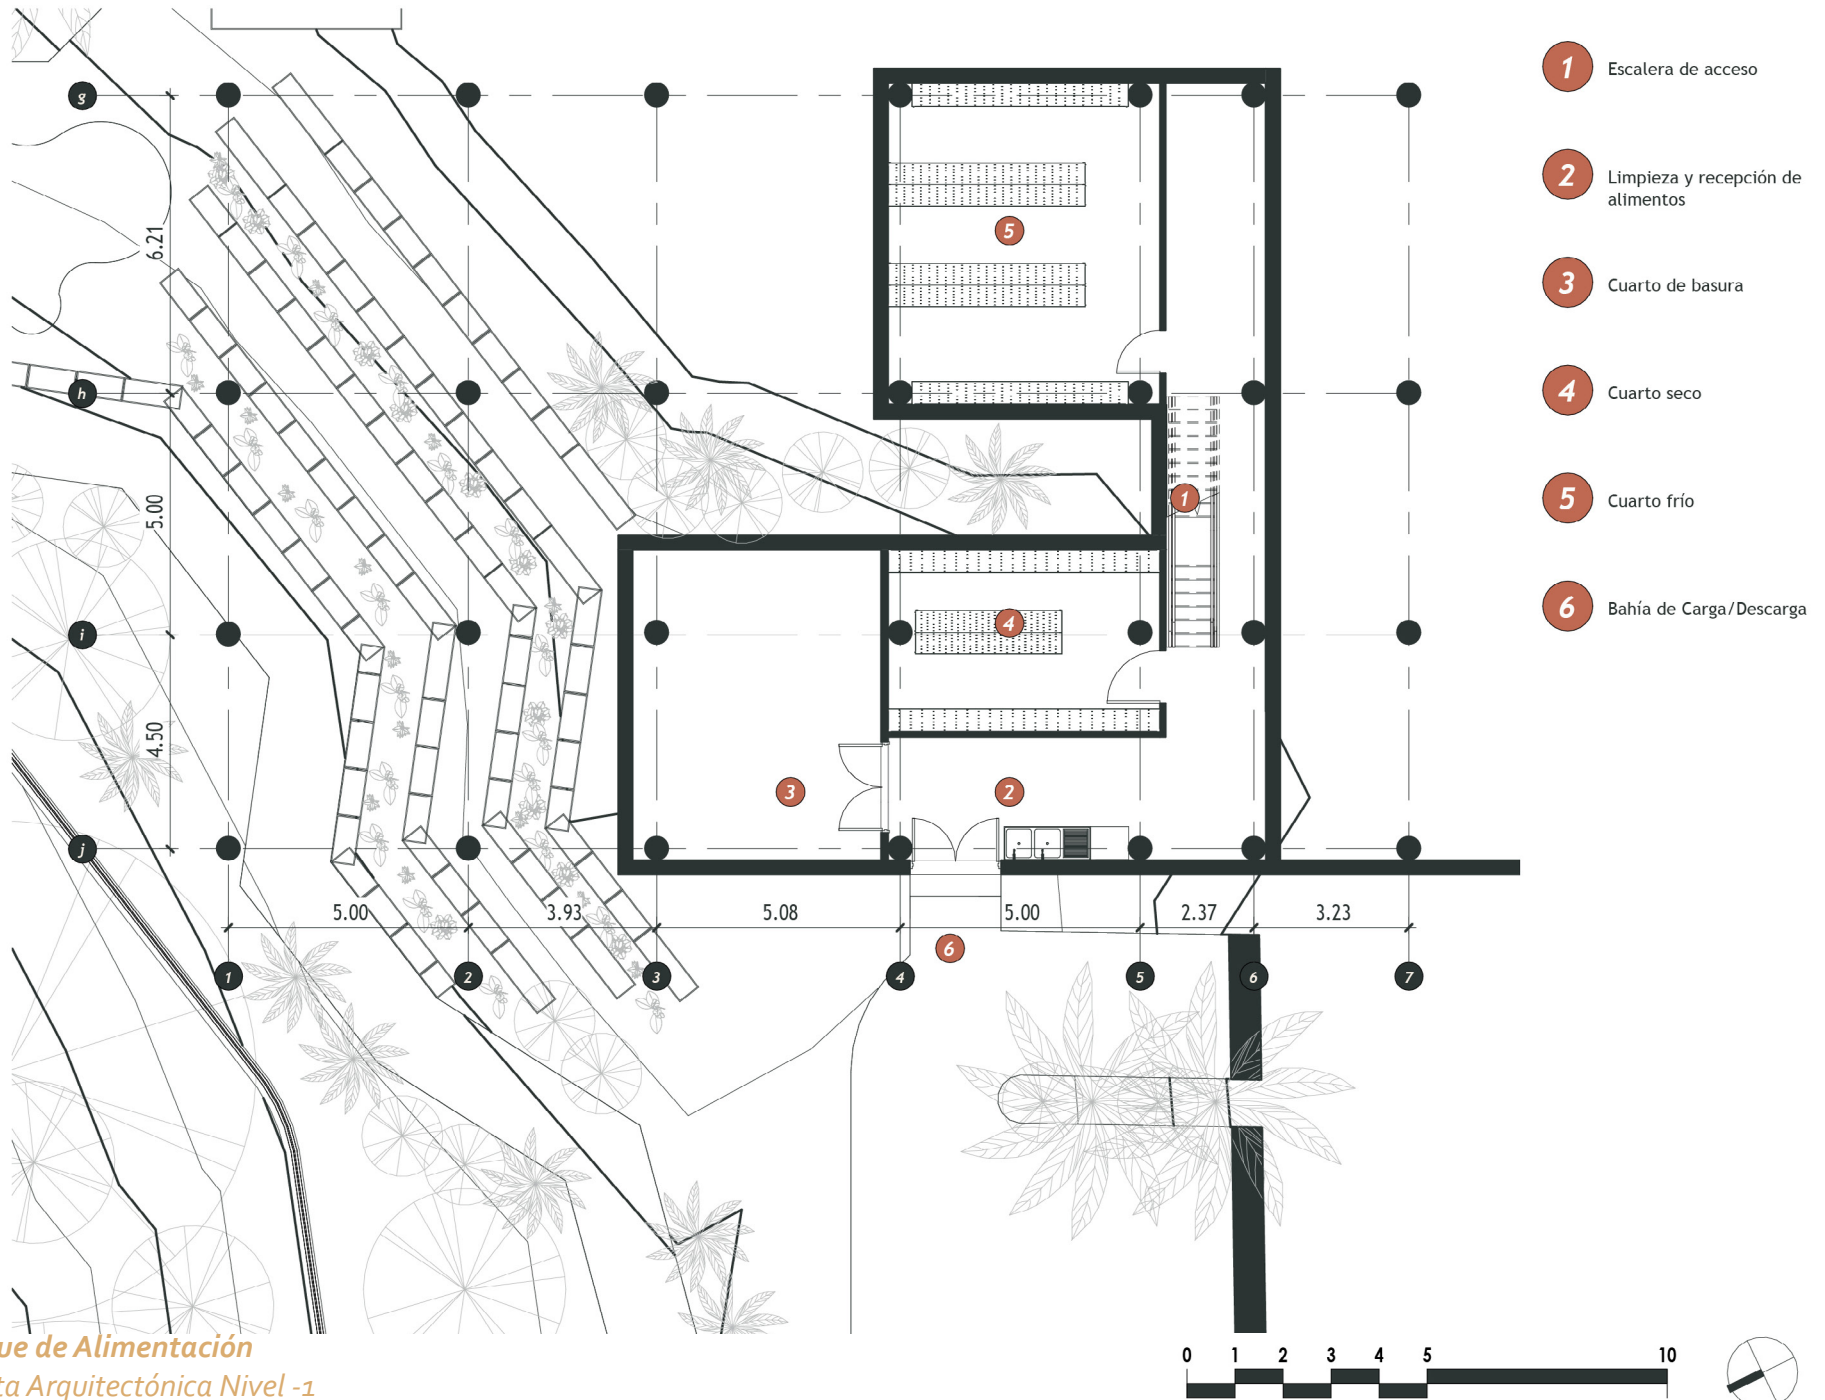 1 Escalera de acceso
2 Limpieza y recepción de
alimentos
3 Cuarto de basura
4 Cuarto seco
5 Cuarto frío
6 Bahía de Carga/Descarga
g
6.21
5
h
5.00
1
i
4
4.50
3
2
j
5.00
3.93
5.08
5.00
2.37
3.23
6
1
2
3
4
5
6
7
0 1 2 3 4 5 10
ue de Alimentación
ta Arquitectónica Nivel -1